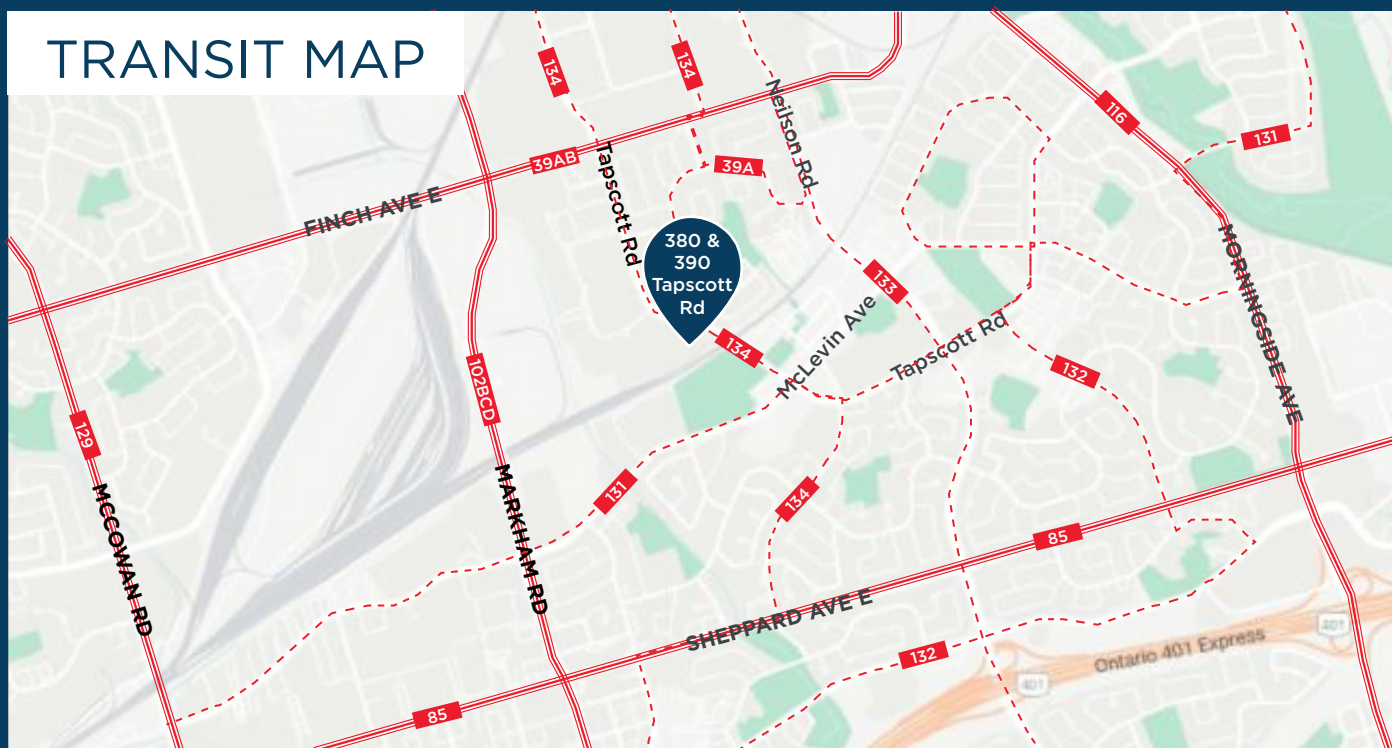 TRANSIT MAP
134
134
Neilson Rd
116
131
39AB
Tapscott Rd
39A
FINCH AVE E
380 &
390
Tapscott
Rd
133
MORNINGSIDE AVE
McLevin Ave
134
Tapscott Rd
132
102BCD
129
MCCOWAN RD
MARKHAM RD
131
134
85
SHEPPARD AVE E
132
Ontario 401 Express
401
401
85